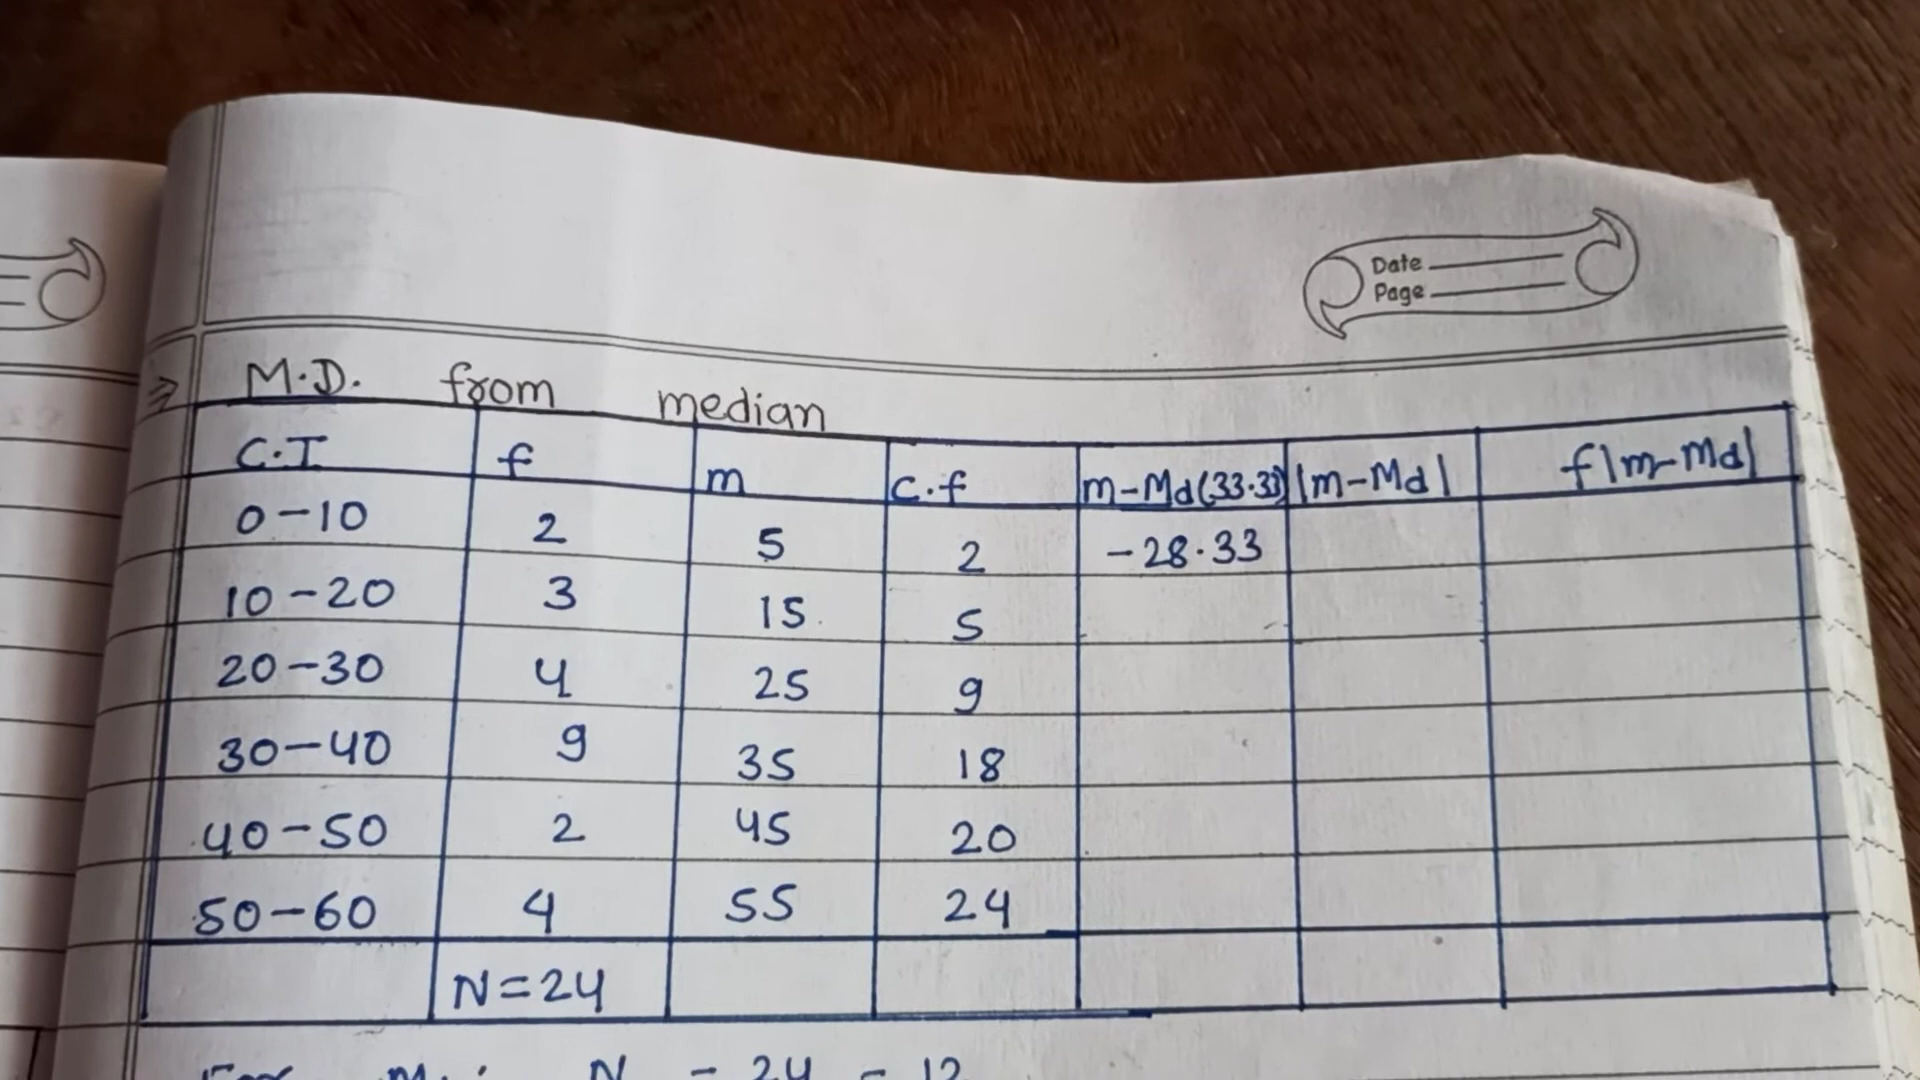 Date
Page
⇒ M.D. from median
C.I f m c.f m-Md(33.33) |m-Md| f|m-Md|
0-10 2 5 2 -28.33
10-20 3 15 5
20-30 4 25 9
30-40 9 35 18
40-50 2 45 20
50-60 4 55 24
N=24
N = 24 = 12